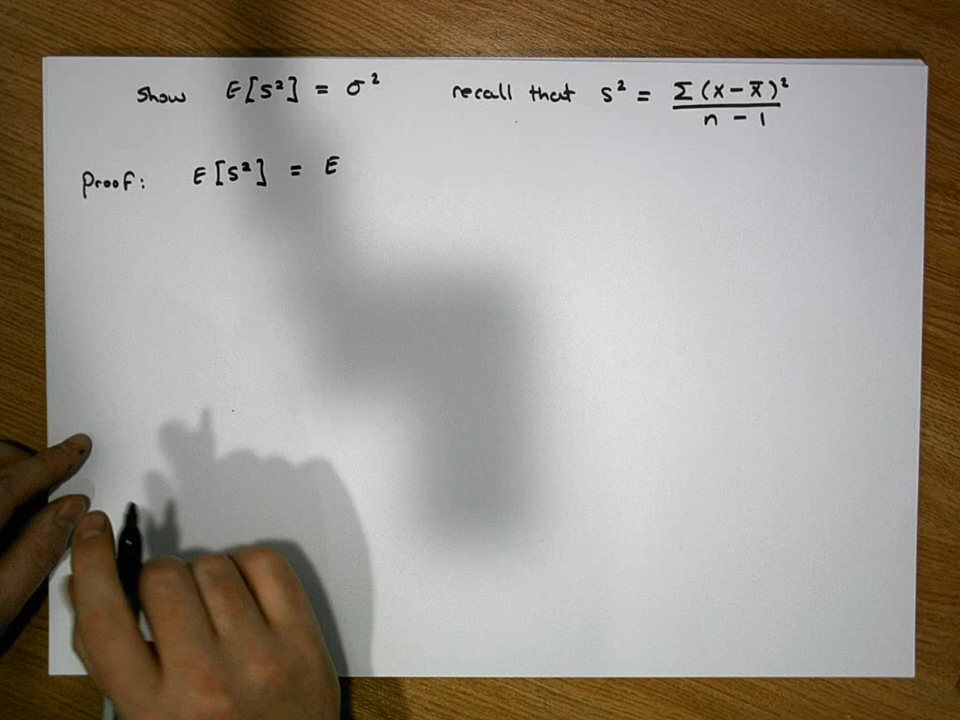 Show E[S²] = σ² recall that s² = Σ(x-x̄)² / n - 1
Proof: E[S²] = E